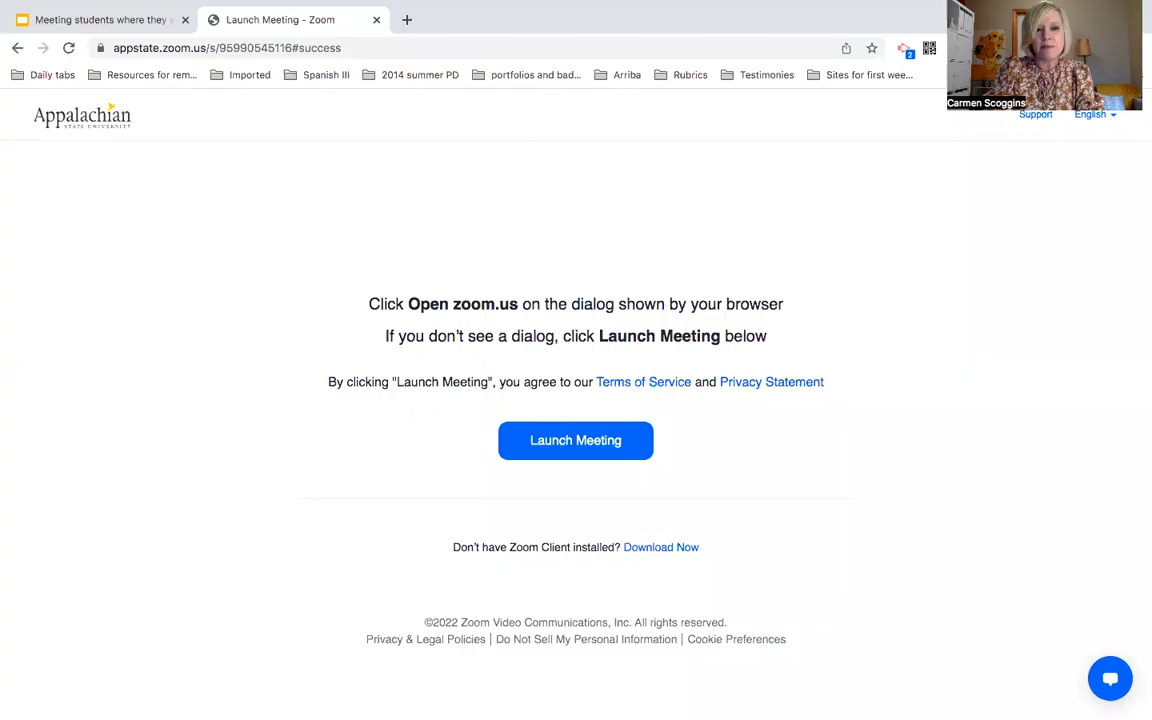 Meeting students where they
Launch Meeting - Zoom
appstate.zoom.us/s/95990545116#success
2
Daily tabs
Resources for rem...
Imported
Spanish III
2014 summer PD
portfolios and bad...
Arriba
Rubrics
Testimonies
Sites for first wee...
Carmen Scoggins
Appalachian
STATE UNIVERSITY
Support
English
Click Open zoom.us on the dialog shown by your browser
If you don't see a dialog, click Launch Meeting below
By clicking "Launch Meeting", you agree to our Terms of Service and Privacy Statement
Launch Meeting
Don't have Zoom Client installed? Download Now
©2022 Zoom Video Communications, Inc. All rights reserved.
Privacy & Legal Policies | Do Not Sell My Personal Information | Cookie Preferences